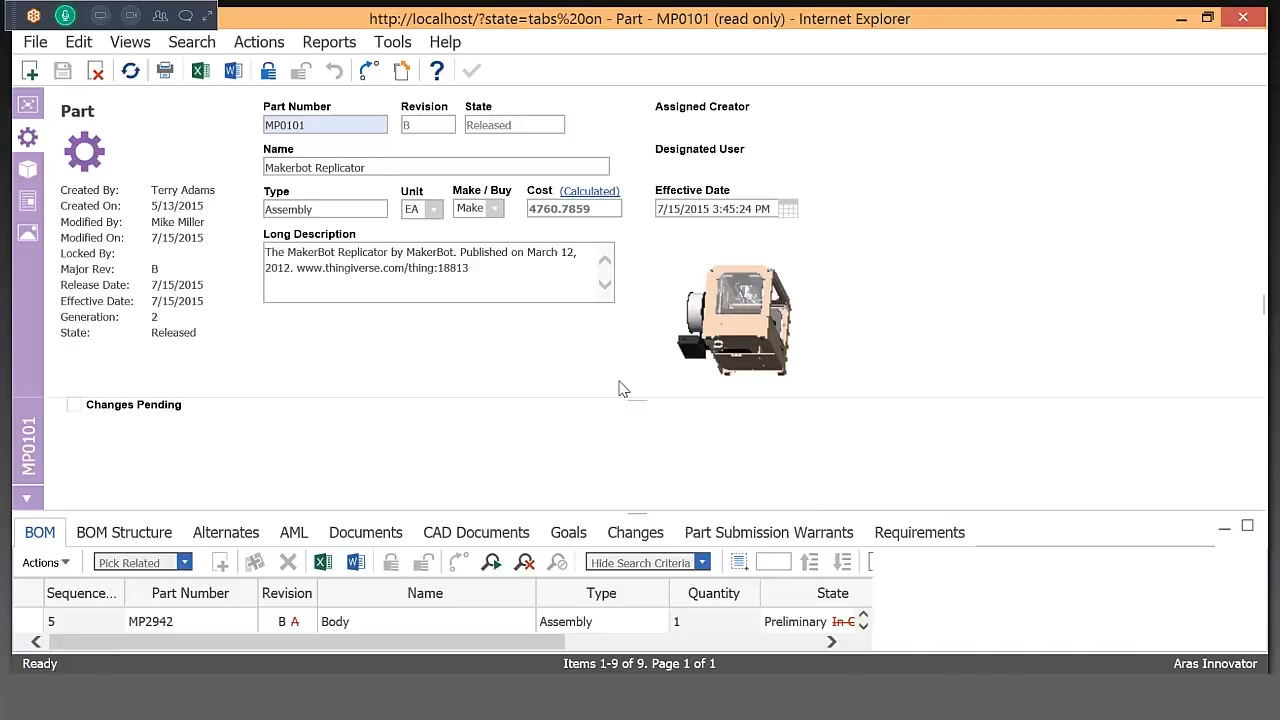 http://localhost/?state=tabs%20on - Part - MP0101 (read only) - Internet Explorer
File Edit Views Search Actions Reports Tools Help
Part
Part Number Revision State Assigned Creator
MP0101 B Released
Name Designated User
Makerbot Replicator
Type Unit Make / Buy Cost (Calculated) Effective Date
Assembly EA Make 4760.7859 7/15/2015 3:45:24 PM
Long Description
The MakerBot Replicator by MakerBot. Published on March 12,
2012. www.thingiverse.com/thing:18813
Created By: Terry Adams
Created On: 5/13/2015
Modified By: Mike Miller
Modified On: 7/15/2015
Locked By:
Major Rev: B
Release Date: 7/15/2015
Effective Date: 7/15/2015
Generation: 2
State: Released
Changes Pending
MP0101
BOM BOM Structure Alternates AML Documents CAD Documents Goals Changes Part Submission Warrants Requirements
Actions Pick Related Hide Search Criteria
Sequence... Part Number Revision Name Type Quantity State
5 MP2942 B A Body Assembly 1 Preliminary In C
Ready Items 1-9 of 9. Page 1 of 1 Aras Innovator